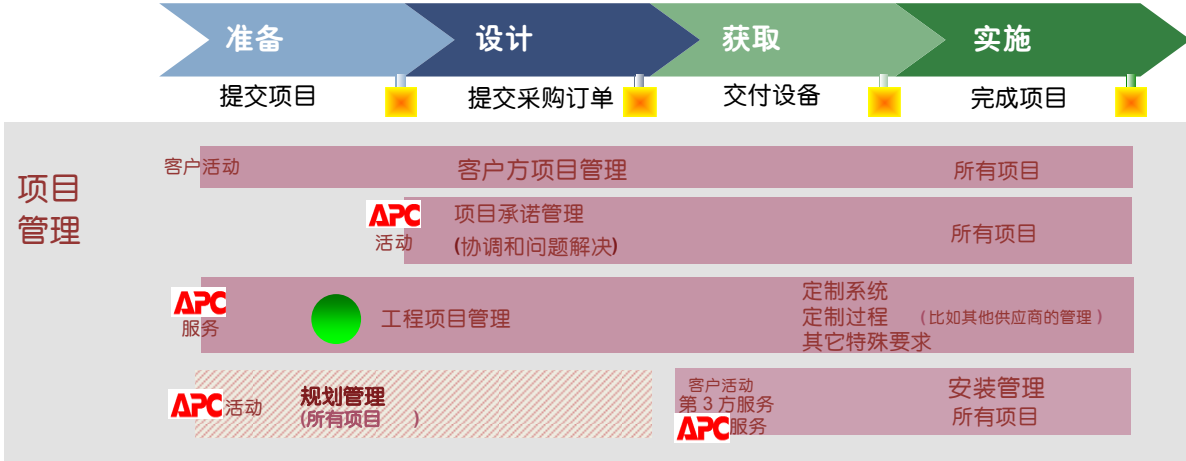 准备
设计
获取
实施
提交项目
提交采购订单
交付设备
完成项目
项目
管理
客户活动
客户方项目管理
所有项目
APC
活动
项目承诺管理
(协调和问题解决)
所有项目
APC
服务
工程项目管理
定制系统
定制过程 (比如其他供应商的管理)
其它特殊要求
APC活动
规划管理
(所有项目 )
客户活动
第3方服务
APC服务
安装管理
所有项目